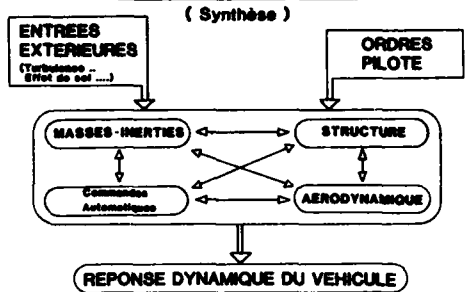 ( Synthèse )
ENTREES
EXTERIEURES
(Turbulence ..
Effet de sol ....)
ORDRES
PILOTE
MASSES-INERTIES
STRUCTURE
Commandes
Automatiques
AERODYNAMIQUE
REPONSE DYNAMIQUE DU VEHICULE